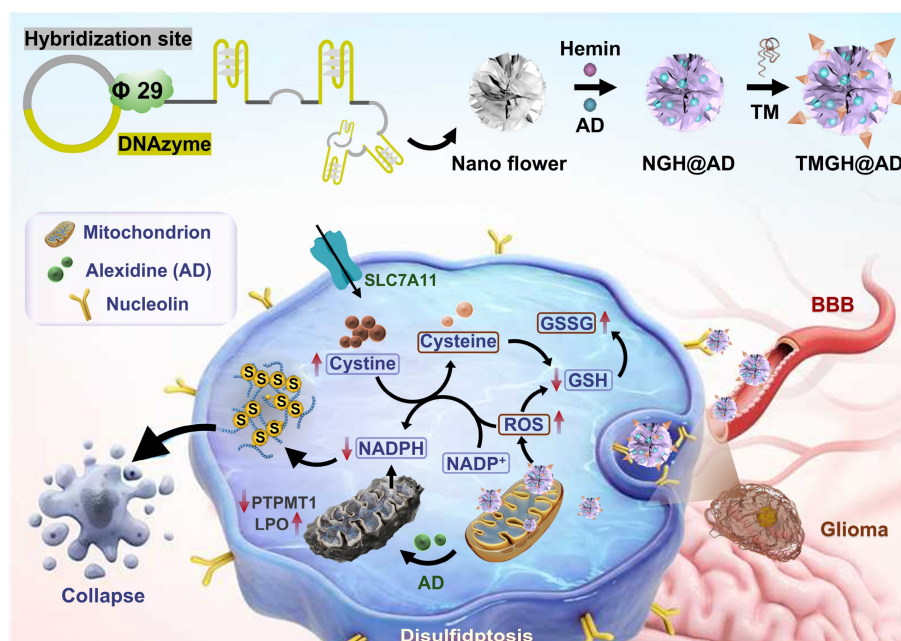 Hybridization site
Φ 29
DNAzyme
Nano flower
Hemin
AD
NGH@AD
TM
TMGH@AD
Mitochondrion
Alexidine (AD)
Nucleolin
SLC7A11
BBB
Cystine
Cysteine
GSSG
GSH
ROS
NADPH
NADP⁺
S S S S
S S S
S S
PTPMT1
LPO
AD
Glioma
Collapse
Disulfidptosis